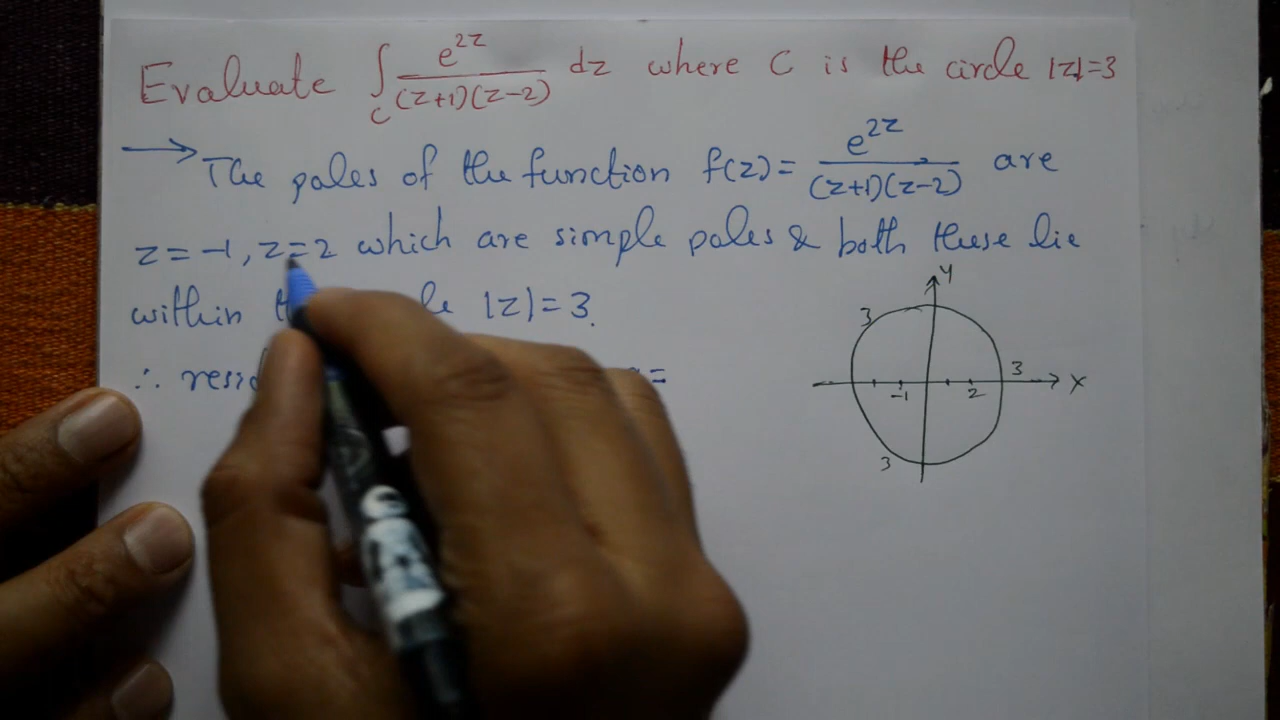 Evaluate ∫_C e^{2z}/((z+1)(z-2)) dz where C is the circle |z|=3
→ The poles of the function f(z) = e^{2z}/((z+1)(z-2)) are
z = -1, z = 2 which are simple poles & both these lie
within |z| = 3.
∴ =
y
3
3
x
-1
2
3